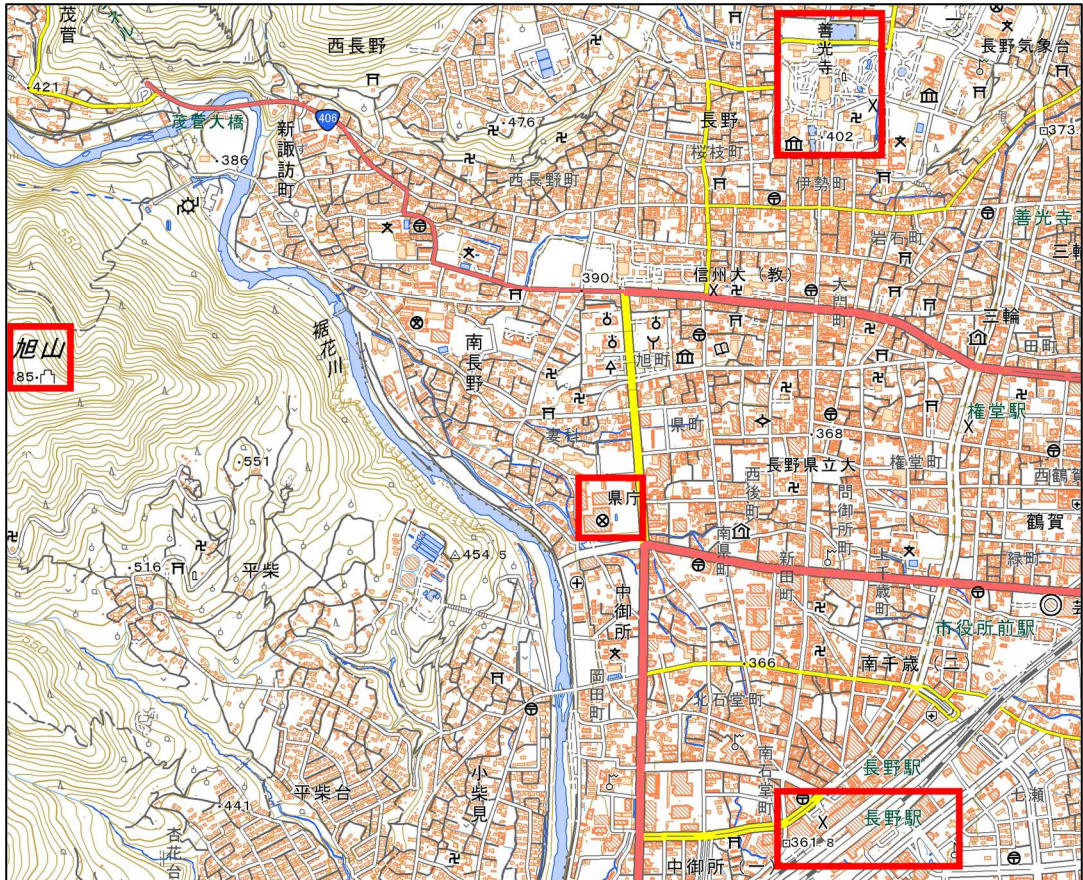 茂菅
西長野
善光寺
長野気象台
421
406
茂菅大橋
新諏訪町
476
長野
桜枝町
402
373
386
西長野町
伊勢町
善光寺
岩石町
三輪
550
390
信州大(教)
大門町
旭山
785
裾花川
南長野
旭町
三輪
田町
権堂駅
妻科
県町
368
551
長野県立大
権堂町
西鶴賀
西後町
問御所町
県庁
鶴賀
454.5
南県町
516
平柴
新田町
上千歳町
緑町
中御所
市役所前駅
550
366
南千歳(二)
岡田町
北石堂町
南石堂町
長野駅
小柴見
平柴台
441
長野駅
七瀬
杏花台
361.8
中御所(一)